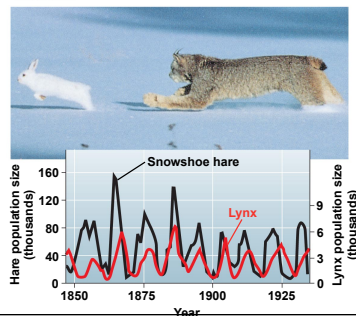 Snowshoe hare
Lynx
Hare population size
(thousands)
160
120
80
40
0
Lynx population size
(thousands)
9
6
3
0
1850
1875
1900
1925
Year